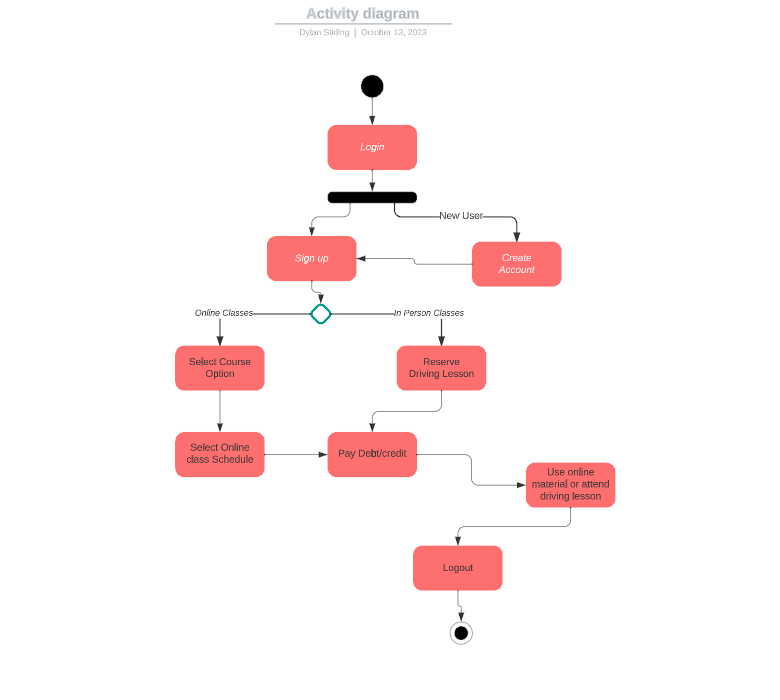 Activity diagram
Dylan Stirling | October 13, 2023
Login
New User
Sign up
Create
Account
Online Classes
In Person Classes
Select Course
Option
Reserve
Driving Lesson
Select Online
class Schedule
Pay Debt/credit
Use online
material or attend
driving lesson
Logout